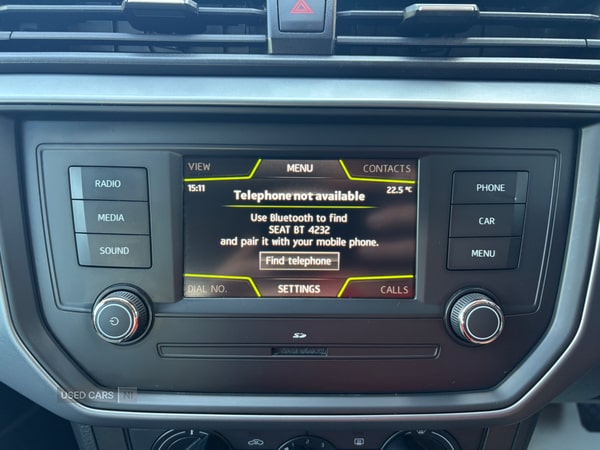 VIEW MENU CONTACTS
15:11 22.5 °C
Telephone not available
Use Bluetooth to find
SEAT BT 4232
and pair it with your mobile phone.
Find telephone
DIAL NO. SETTINGS CALLS
RADIO
MEDIA
SOUND
PHONE
CAR
MENU
SD
USED CARS NI